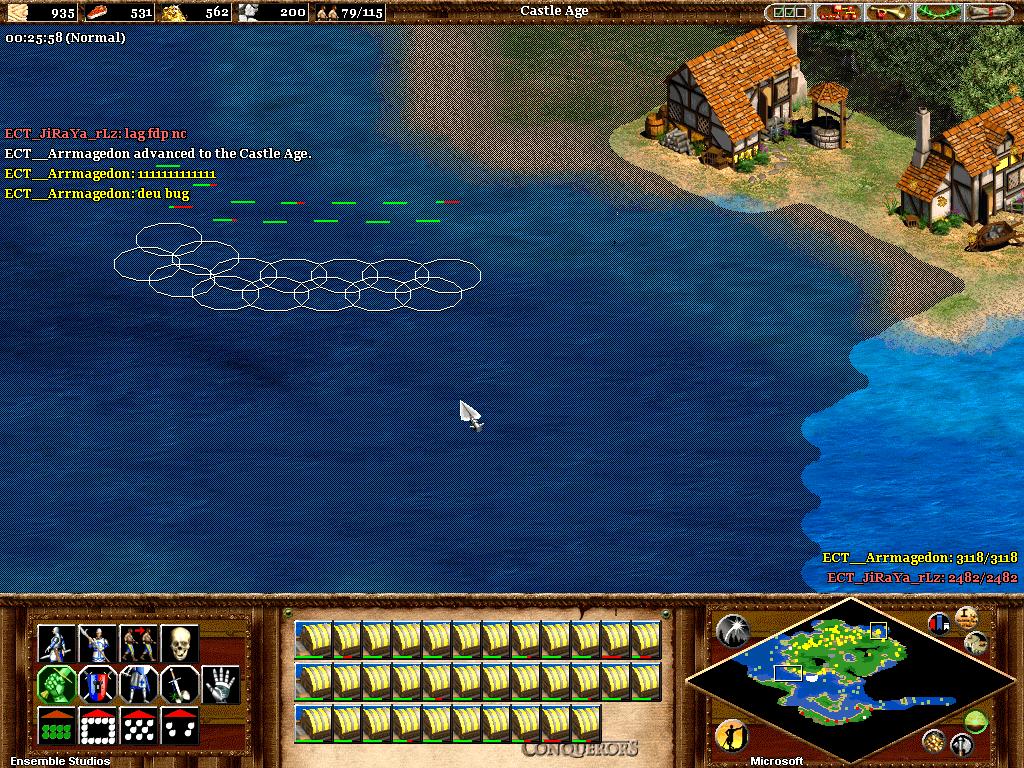 935 531 562 200 79/115 Castle Age
00:25:58 (Normal)
ECT_JiRaYa_rLz: lag fdp nc
ECT__Arrmagedon advanced to the Castle Age.
ECT__Arrmagedon: 1111111111111
ECT__Arrmagedon: deu bug
ECT__Arrmagedon: 3118/3118
ECT_JiRaYa_rLz: 2482/2482
CONQUERORS
Ensemble Studios
Microsoft